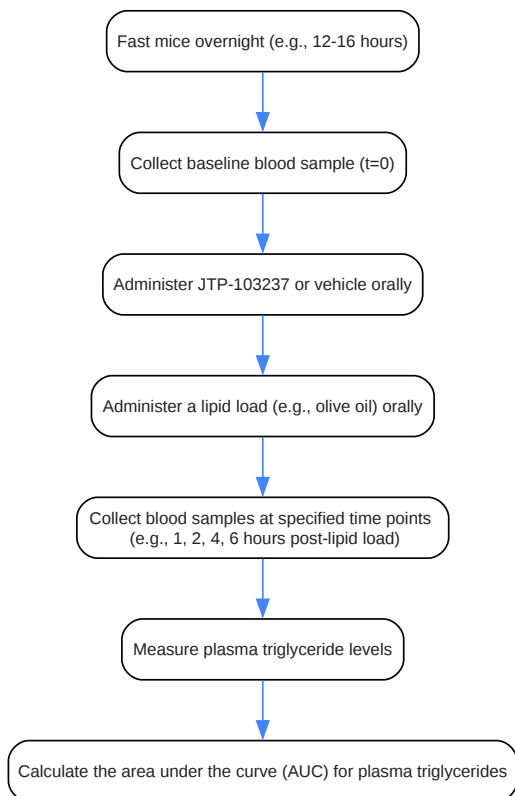 Fast mice overnight (e.g., 12-16 hours)
Collect baseline blood sample (t=0)
Administer JTP-103237 or vehicle orally
Administer a lipid load (e.g., olive oil) orally
Collect blood samples at specified time points
(e.g., 1, 2, 4, 6 hours post-lipid load)
Measure plasma triglyceride levels
Calculate the area under the curve (AUC) for plasma triglycerides